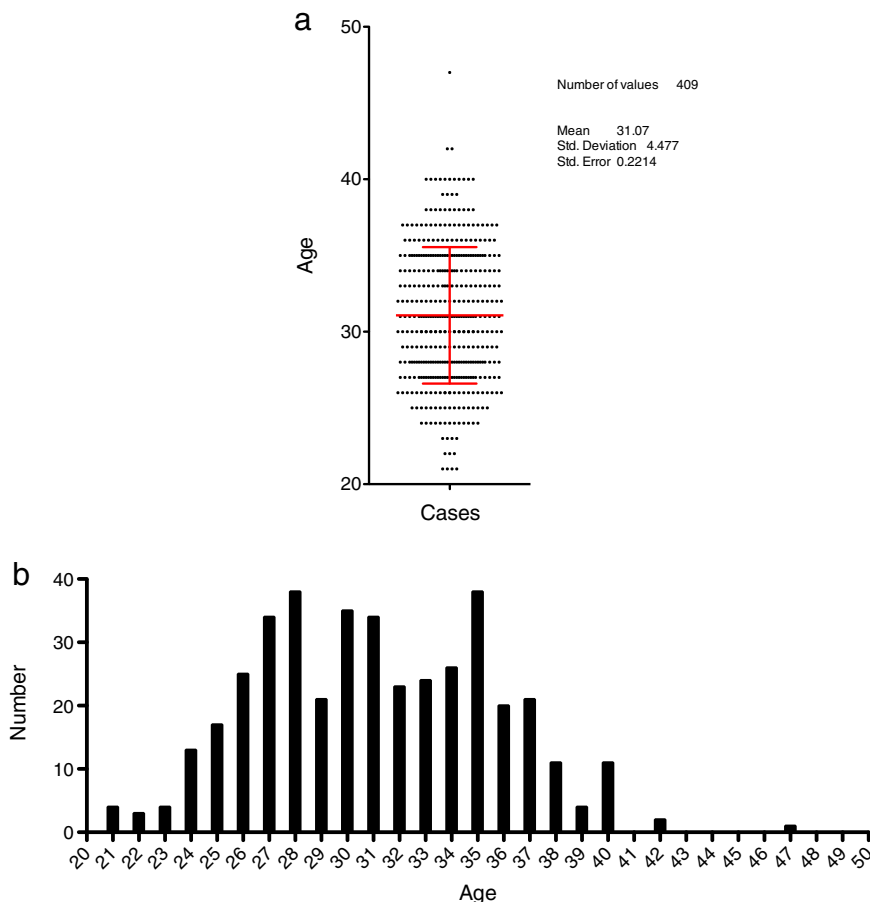 a
50
40
30
20
Age
Cases
Number of values 409
Mean 31.07
Std. Deviation 4.477
Std. Error 0.2214
b
40
30
20
10
0
Number
20 21 22 23 24 25 26 27 28 29 30 31 32 33 34 35 36 37 38 39 40 41 42 43 44 45 46 47 48 49 50
Age